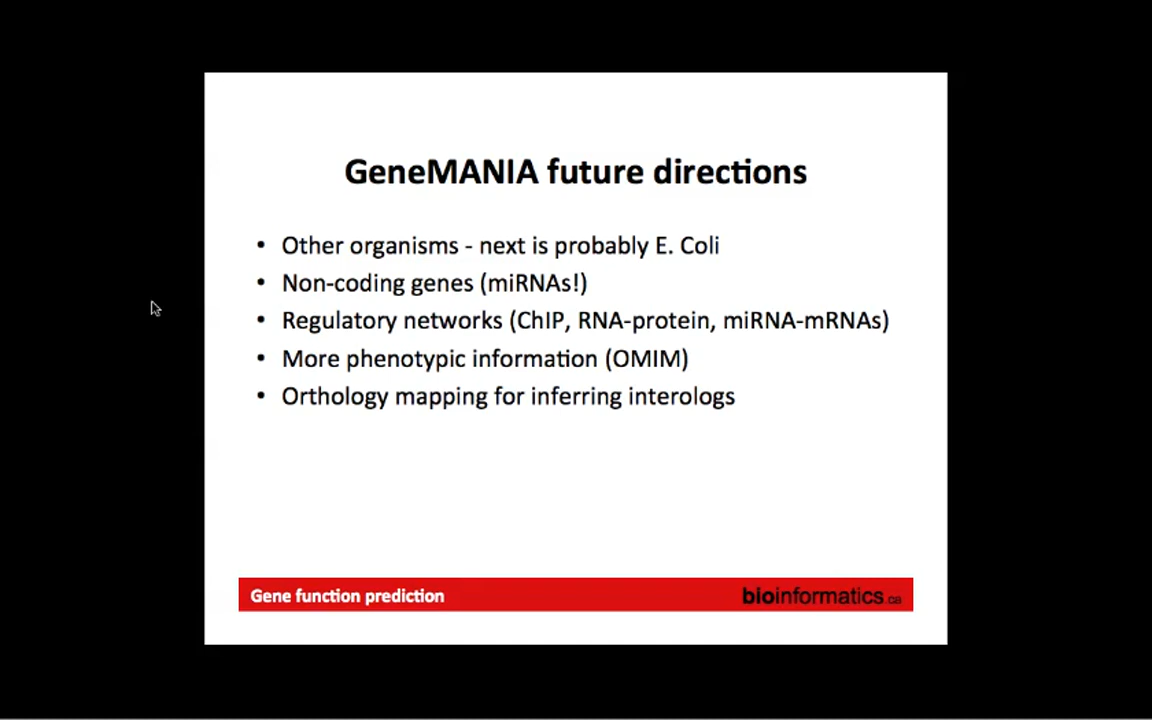 GeneMANIA future directions
• Other organisms - next is probably E. Coli
• Non-coding genes (miRNAs!)
• Regulatory networks (ChIP, RNA-protein, miRNA-mRNAs)
• More phenotypic information (OMIM)
• Orthology mapping for inferring interologs
Gene function prediction
bioinformatics.ca